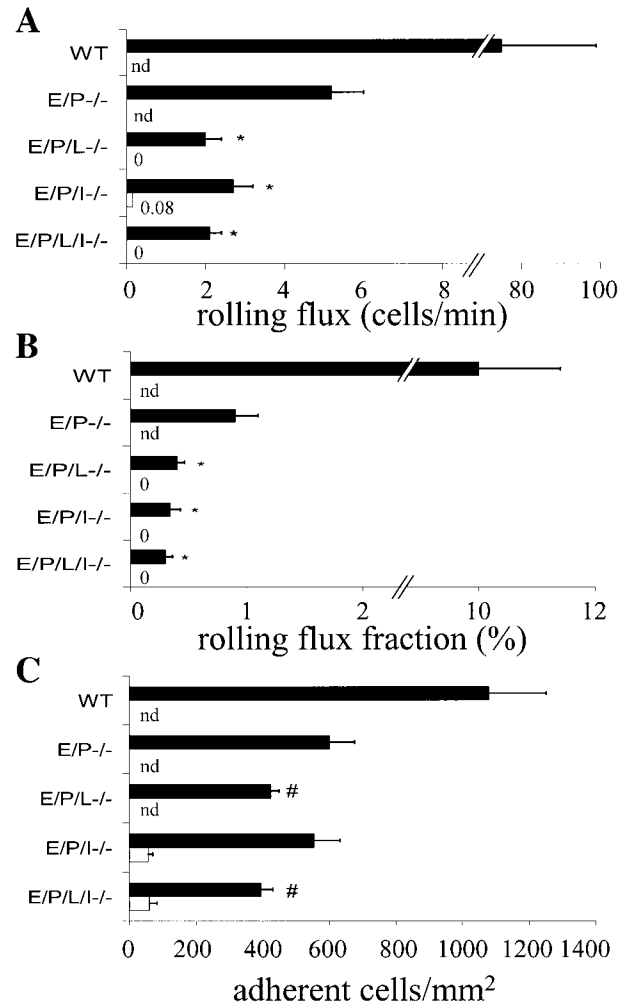 A
WT
nd
E/P-/-
nd
E/P/L-/-
*
0
E/P/I-/-
*
0.08
E/P/L/I-/-
*
0
0 2 4 6 8 80 100
rolling flux (cells/min)
B
WT
nd
E/P-/-
nd
E/P/L-/-
*
0
E/P/I-/-
*
0
E/P/L/I-/-
*
0
0 1 2 10 12
rolling flux fraction (%)
C
WT
nd
E/P-/-
nd
E/P/L-/-
#
nd
E/P/I-/-
E/P/L/I-/-
#
0 200 400 600 800 1000 1200 1400
adherent cells/mm²